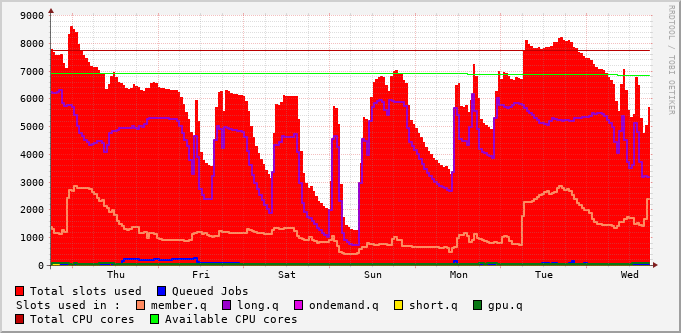 9000
8000
7000
6000
5000
4000
3000
2000
1000
0
Thu Fri Sat Sun Mon Tue Wed
RRDTOOL / TOBI OETIKER
Total slots used Queued Jobs
Slots used in : member.q long.q ondemand.q short.q gpu.q
Total CPU cores Available CPU cores